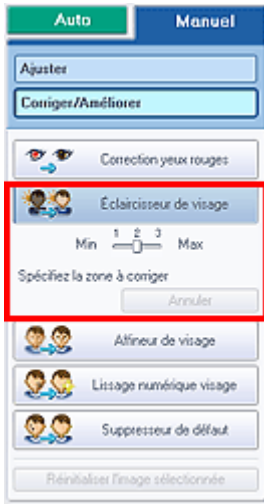 Auto Manuel
Ajuster
Corriger/Améliorer
Correction yeux rouges
Éclaircisseur de visage
1 2 3
Min Max
Spécifiez la zone à corriger
Annuler
Affineur de visage
Lissage numérique visage
Suppresseur de défaut
Réinitialiser l'image sélectionnée